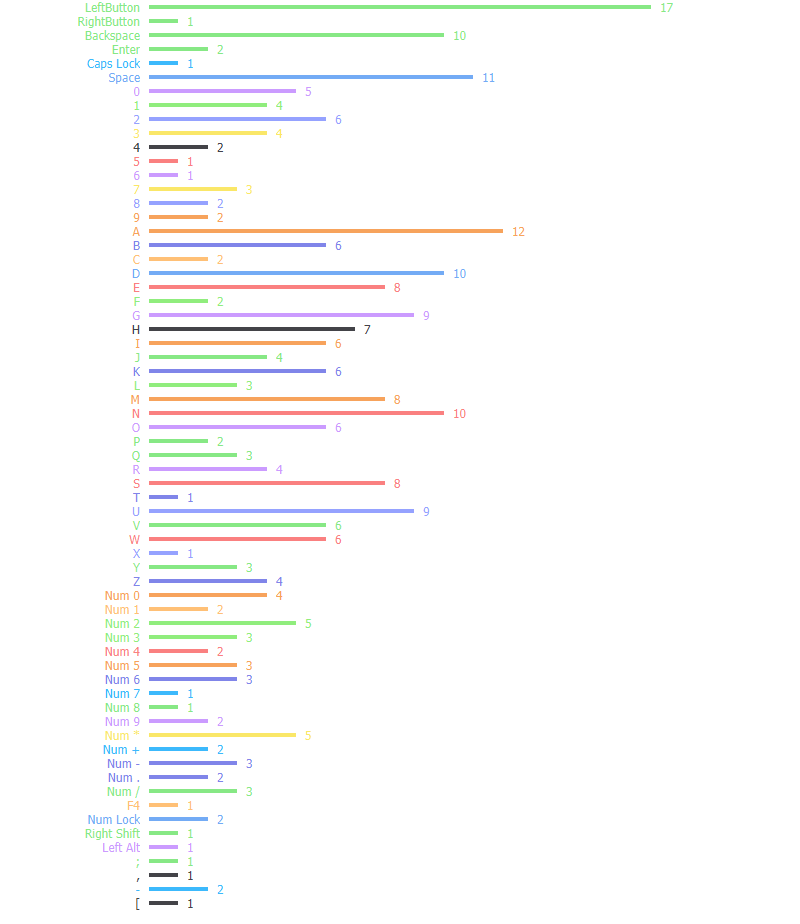 LeftButton 17
RightButton 1
Backspace 10
Enter 2
Caps Lock 1
Space 11
0 5
1 4
2 6
3 4
4 2
5 1
6 1
7 3
8 2
9 2
A 12
B 6
C 2
D 10
E 8
F 2
G 9
H 7
I 6
J 4
K 6
L 3
M 8
N 10
O 6
P 2
Q 3
R 4
S 8
T 1
U 9
V 6
W 6
X 1
Y 3
Z 4
Num 0 4
Num 1 2
Num 2 5
Num 3 3
Num 4 2
Num 5 3
Num 6 3
Num 7 1
Num 8 1
Num 9 2
Num * 5
Num + 2
Num - 3
Num . 2
Num / 3
F4 1
Num Lock 2
Right Shift 1
Left Alt 1
; 1
, 1
- 2
[ 1